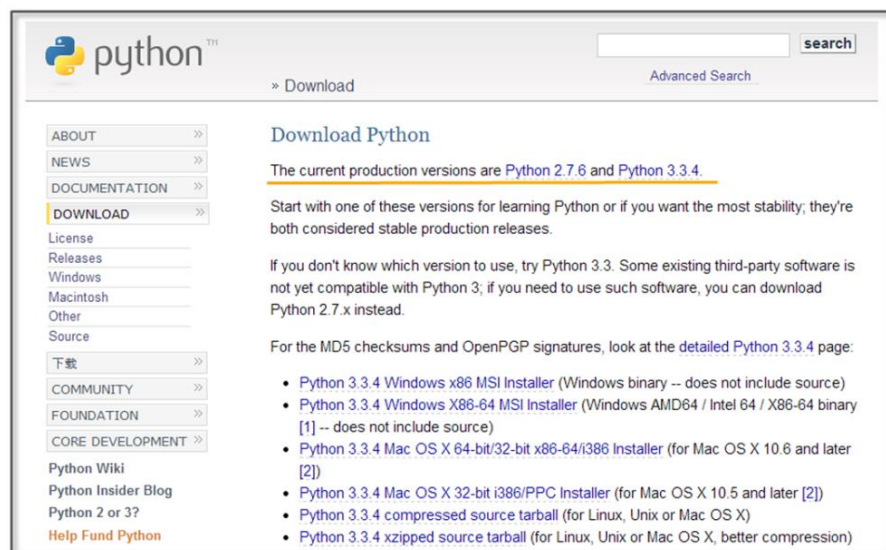 python™
search
Advanced Search
» Download
ABOUT »
NEWS »
DOCUMENTATION »
DOWNLOAD »
License
Releases
Windows
Macintosh
Other
Source
下载 »
COMMUNITY »
FOUNDATION »
CORE DEVELOPMENT »
Python Wiki
Python Insider Blog
Python 2 or 3?
Help Fund Python
Download Python
The current production versions are Python 2.7.6 and Python 3.3.4.
Start with one of these versions for learning Python or if you want the most stability; they're
both considered stable production releases.
If you don't know which version to use, try Python 3.3. Some existing third-party software is
not yet compatible with Python 3; if you need to use such software, you can download
Python 2.7.x instead.
For the MD5 checksums and OpenPGP signatures, look at the detailed Python 3.3.4 page:
• Python 3.3.4 Windows x86 MSI Installer (Windows binary -- does not include source)
• Python 3.3.4 Windows X86-64 MSI Installer (Windows AMD64 / Intel 64 / X86-64 binary
[1] -- does not include source)
• Python 3.3.4 Mac OS X 64-bit/32-bit x86-64/i386 Installer (for Mac OS X 10.6 and later
[2])
• Python 3.3.4 Mac OS X 32-bit i386/PPC Installer (for Mac OS X 10.5 and later [2])
• Python 3.3.4 compressed source tarball (for Linux, Unix or Mac OS X)
• Python 3.3.4 xzipped source tarball (for Linux, Unix or Mac OS X, better compression)